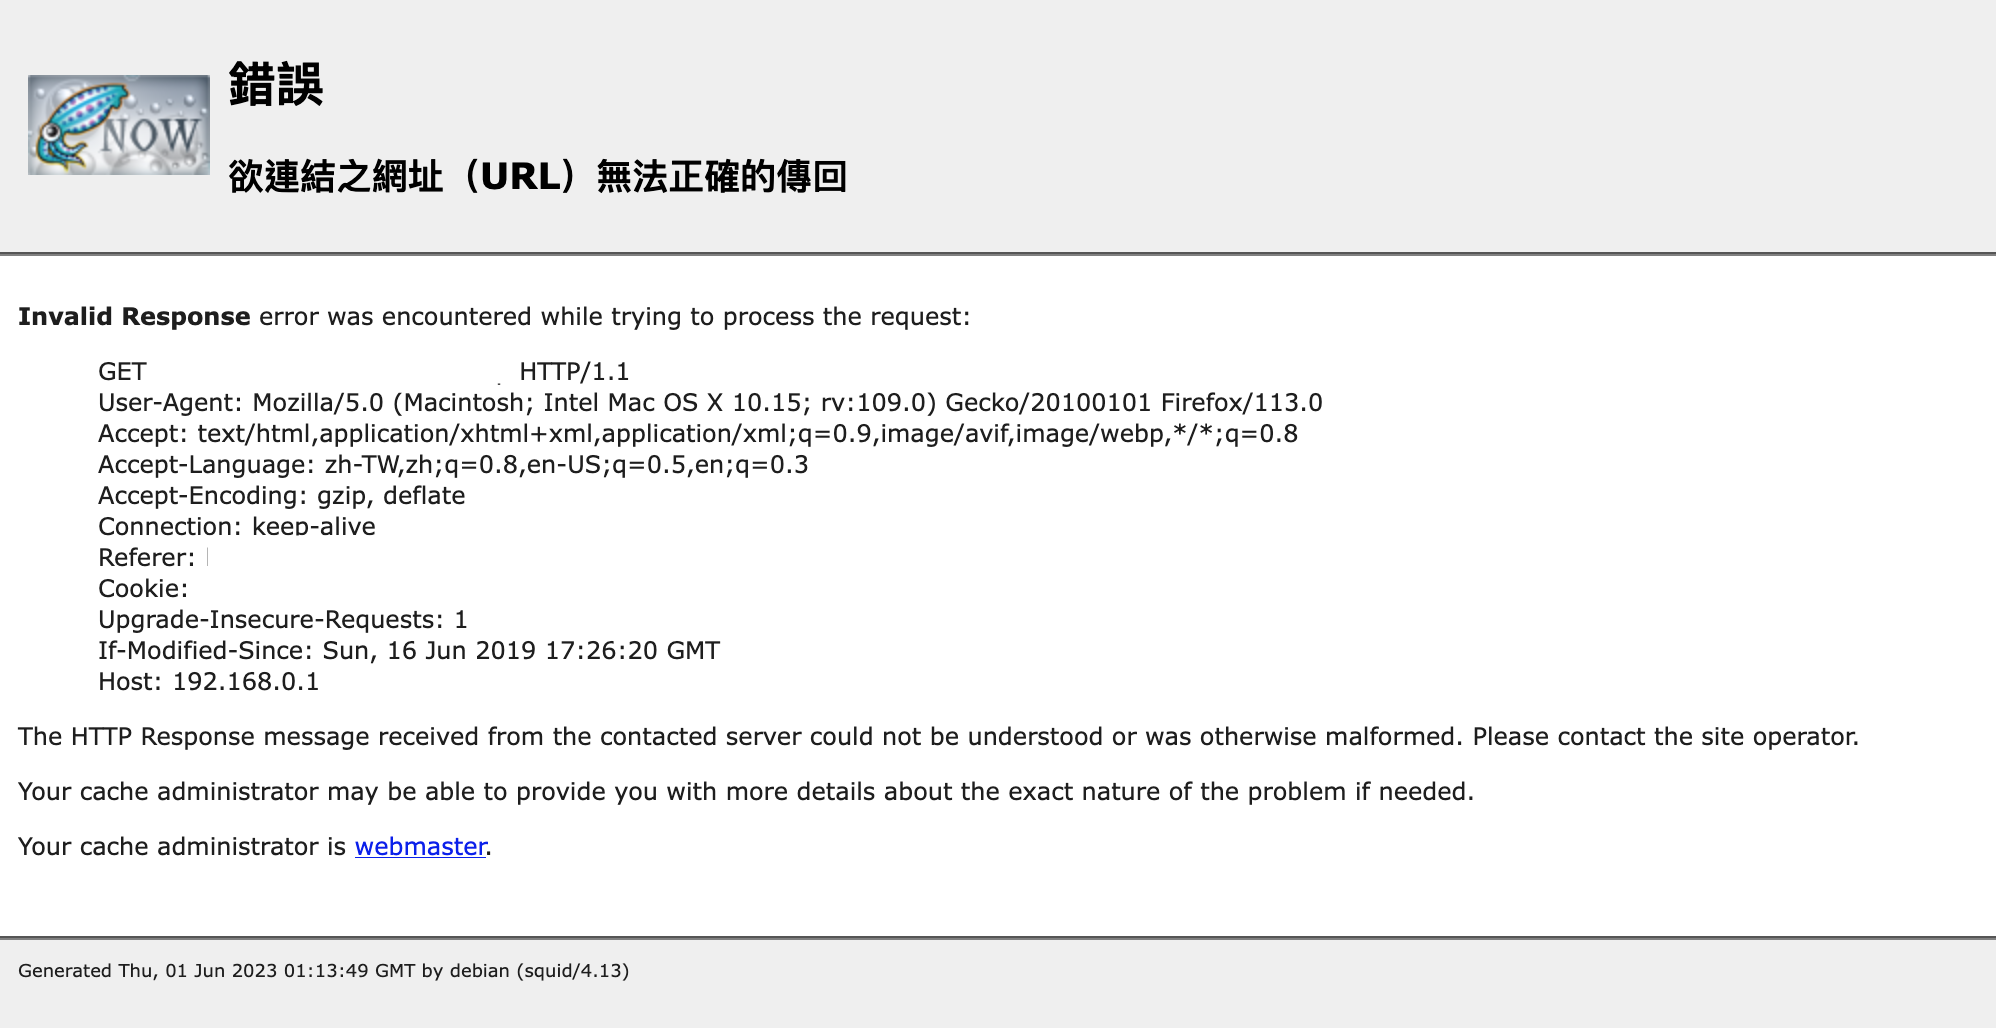 NOW
錯誤
欲連結之網址（URL）無法正確的傳回
Invalid Response error was encountered while trying to process the request:
GET HTTP/1.1
User-Agent: Mozilla/5.0 (Macintosh; Intel Mac OS X 10.15; rv:109.0) Gecko/20100101 Firefox/113.0
Accept: text/html,application/xhtml+xml,application/xml;q=0.9,image/avif,image/webp,*/*;q=0.8
Accept-Language: zh-TW,zh;q=0.8,en-US;q=0.5,en;q=0.3
Accept-Encoding: gzip, deflate
Connection: keep-alive
Referer:
Cookie:
Upgrade-Insecure-Requests: 1
If-Modified-Since: Sun, 16 Jun 2019 17:26:20 GMT
Host: 192.168.0.1
The HTTP Response message received from the contacted server could not be understood or was otherwise malformed. Please contact the site operator.
Your cache administrator may be able to provide you with more details about the exact nature of the problem if needed.
Your cache administrator is webmaster.
Generated Thu, 01 Jun 2023 01:13:49 GMT by debian (squid/4.13)